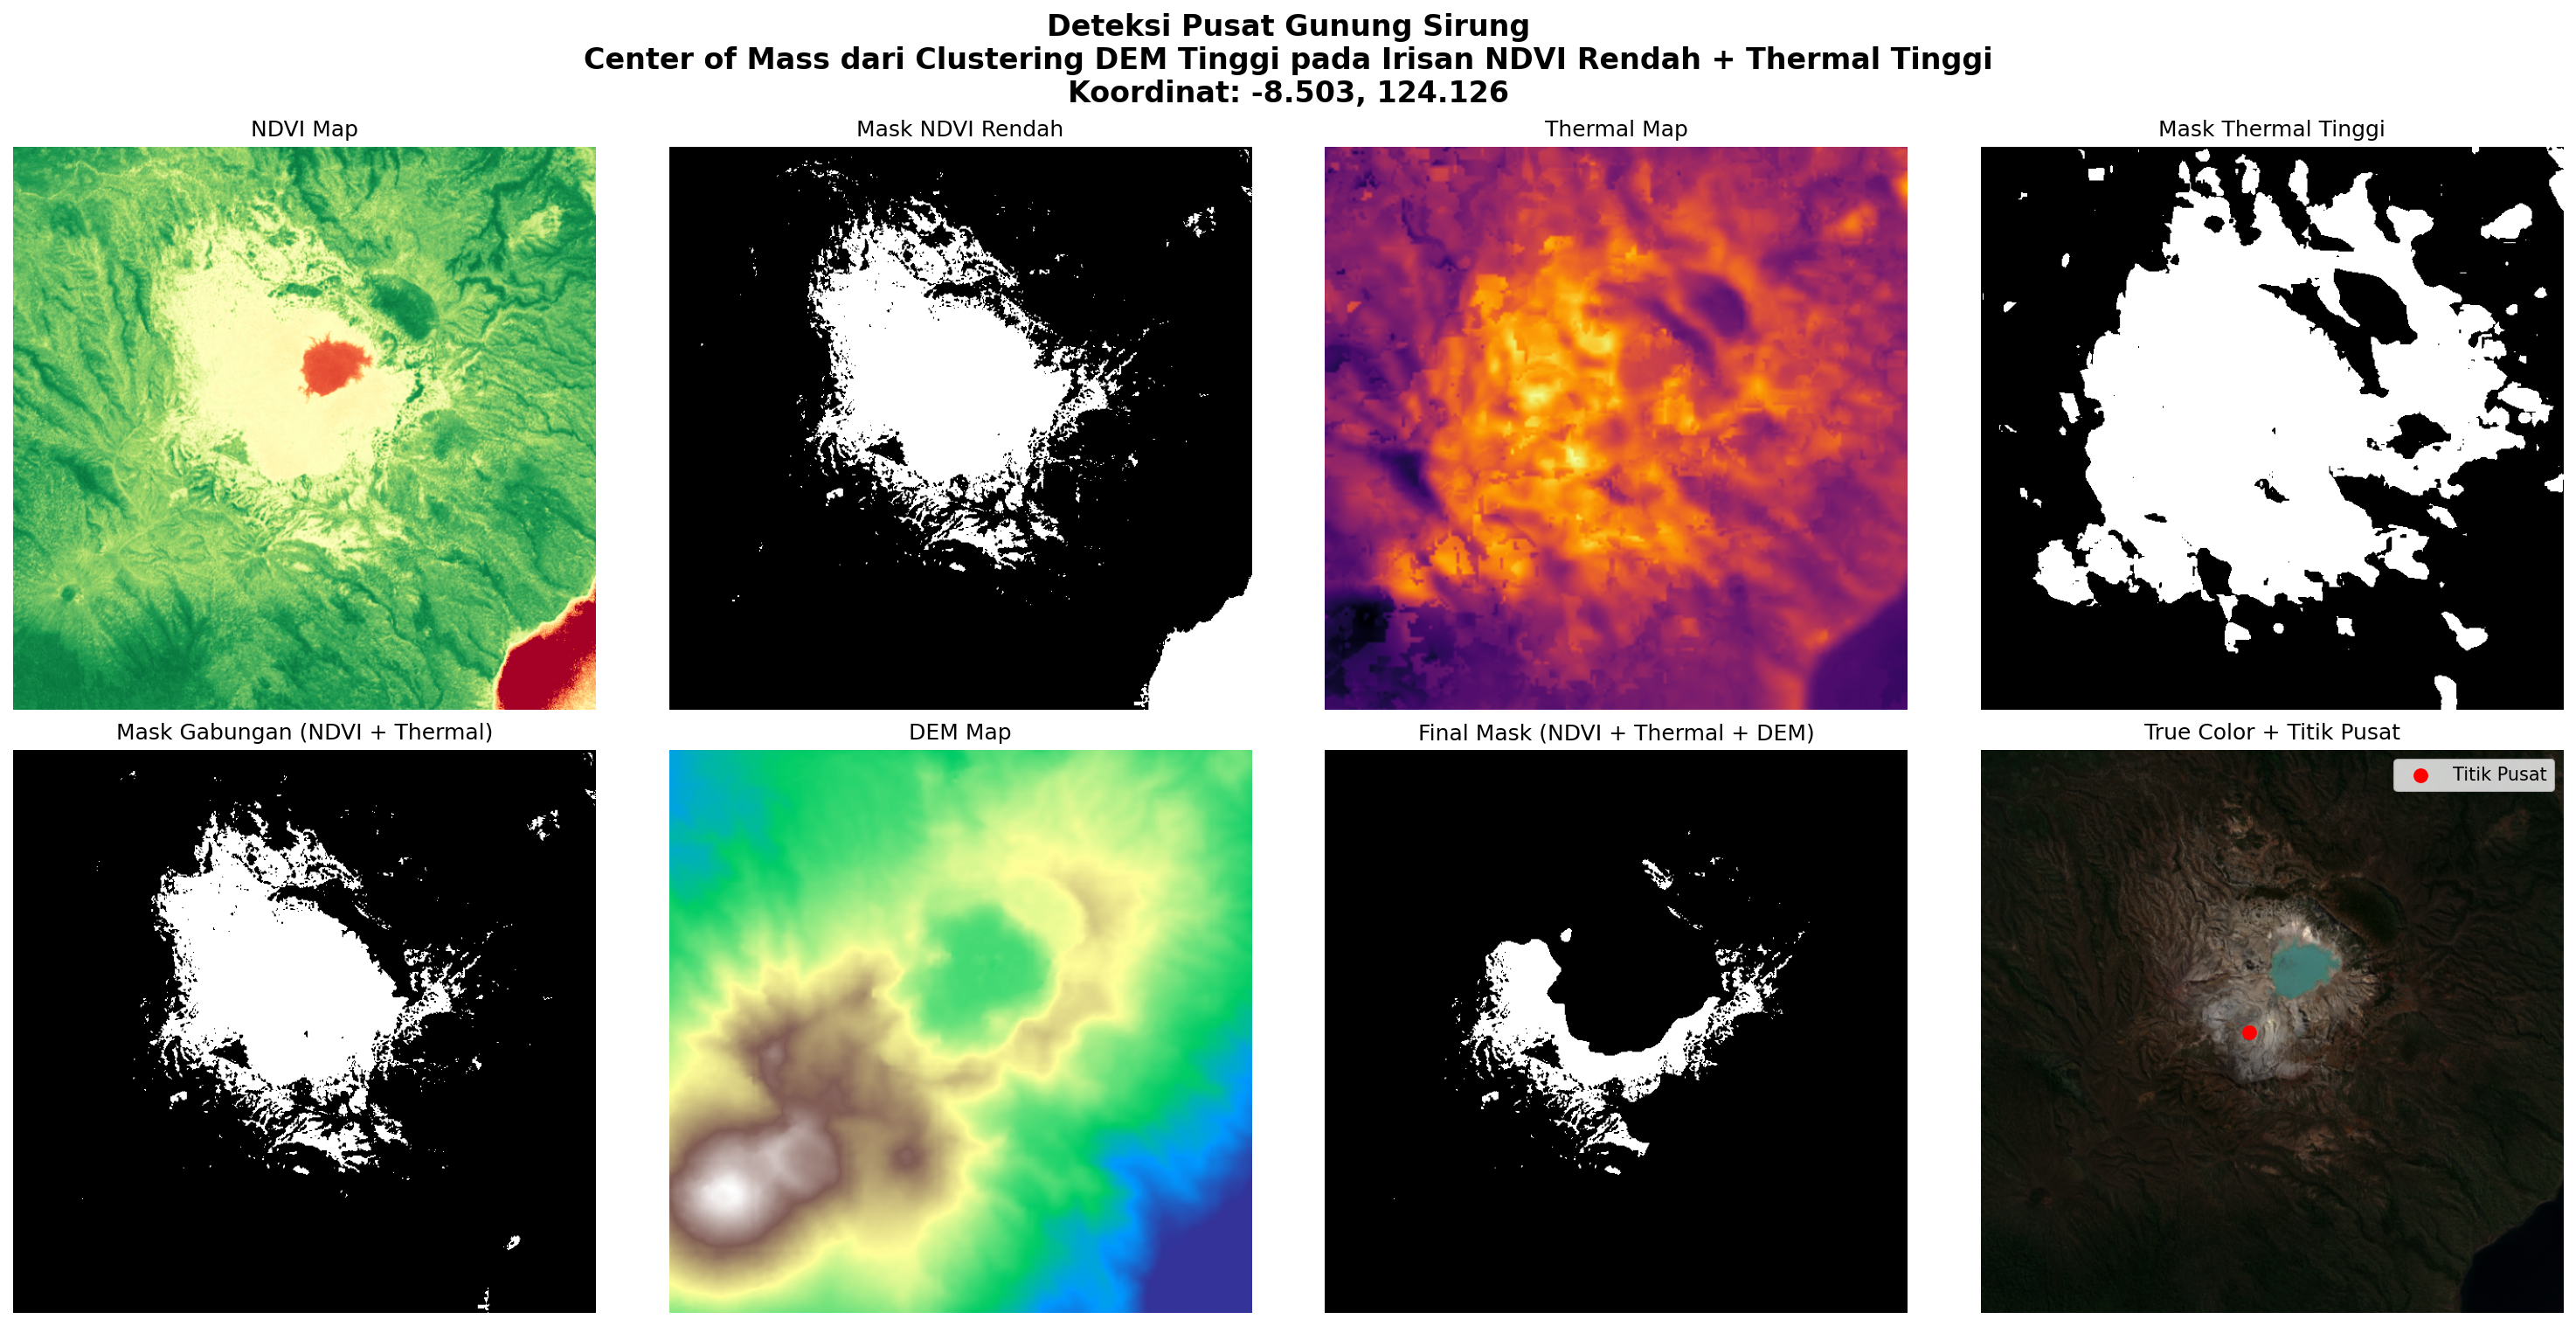 Deteksi Pusat Gunung Sirung
Center of Mass dari Clustering DEM Tinggi pada Irisan NDVI Rendah + Thermal Tinggi
Koordinat: -8.503, 124.126
NDVI Map
Mask NDVI Rendah
Thermal Map
Mask Thermal Tinggi
Mask Gabungan (NDVI + Thermal)
DEM Map
Final Mask (NDVI + Thermal + DEM)
True Color + Titik Pusat
Titik Pusat